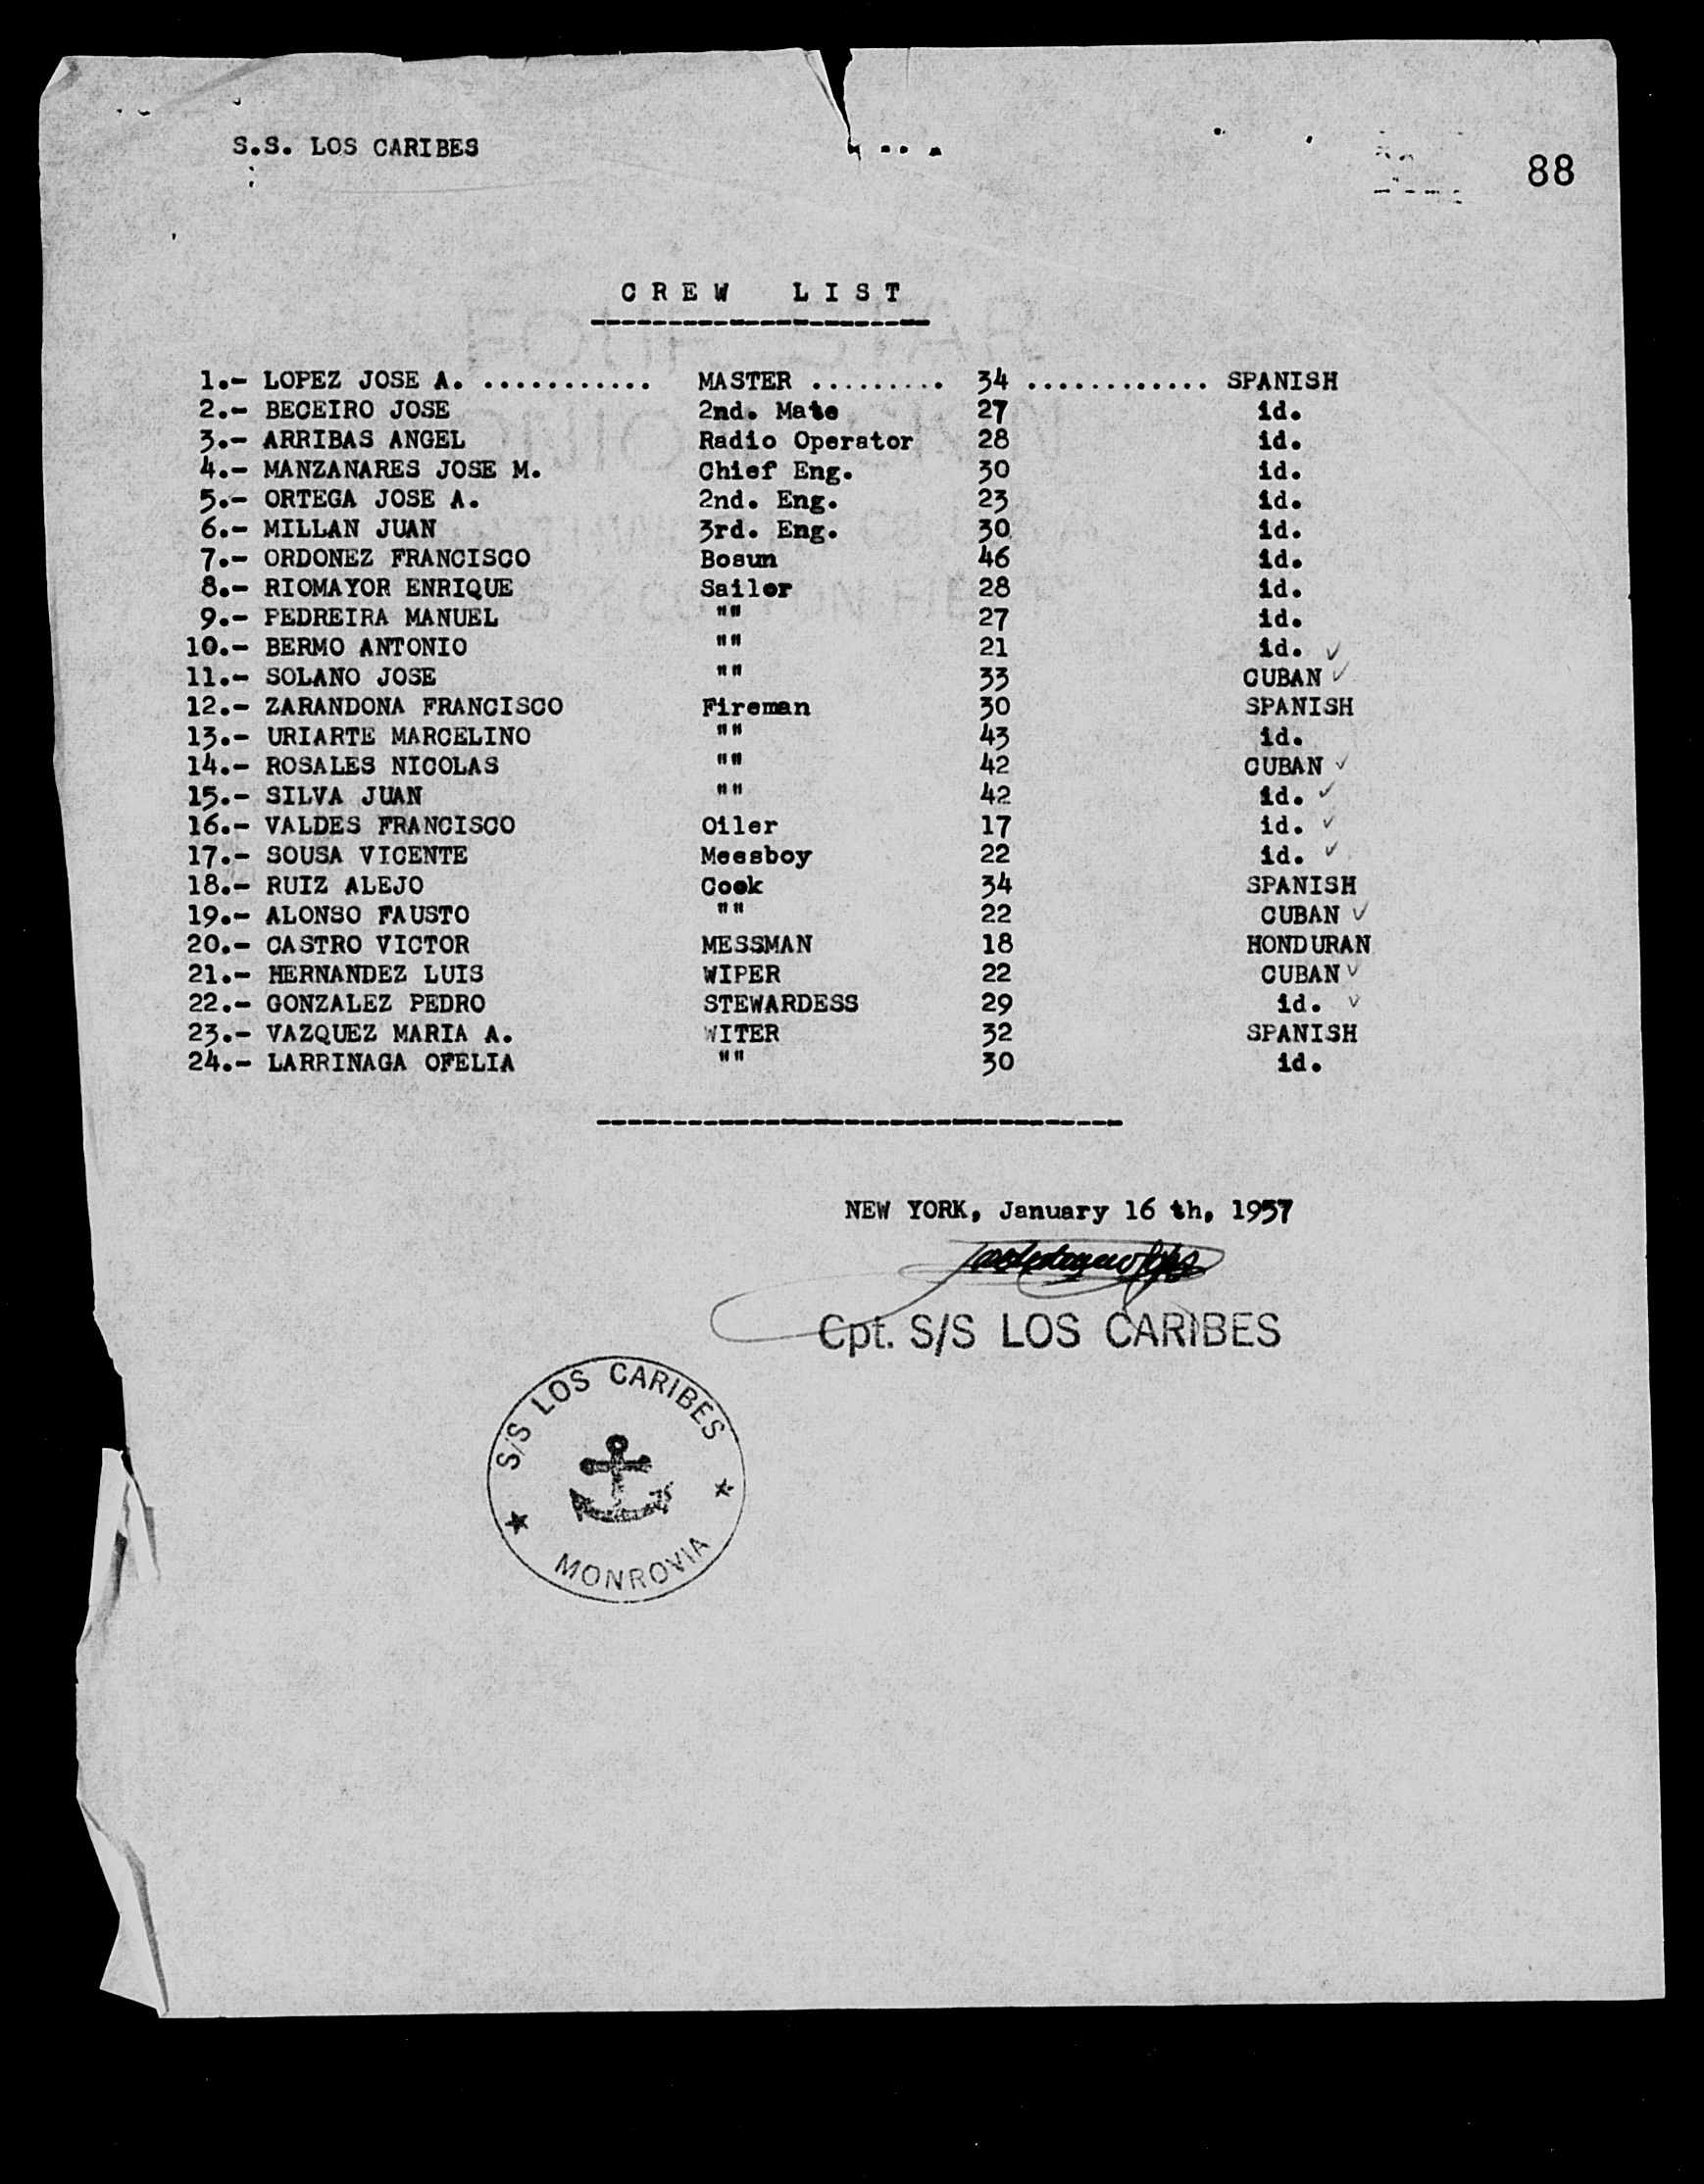 S.S. LOS CARIBES
88
CREW LIST
1.- LOPEZ JOSE A. ........... MASTER ......... 34 ............ SPANISH
2.- BECEIRO JOSE 2nd. Mate 27 id.
3.- ARRIBAS ANGEL Radio Operator 28 id.
4.- MANZANARES JOSE M. Chief Eng. 30 id.
5.- ORTEGA JOSE A. 2nd. Eng. 23 id.
6.- MILLAN JUAN 3rd. Eng. 30 id.
7.- ORDONEZ FRANCISCO Bosun 46 id.
8.- RIOMAYOR ENRIQUE Sailor 28 id.
9.- PEDREIRA MANUEL "" 27 id.
10.- BERMO ANTONIO "" 21 id. ✓
11.- SOLANO JOSE "" 33 CUBAN ✓
12.- ZARANDONA FRANCISCO Fireman 30 SPANISH
13.- URIARTE MARCELINO "" 43 id.
14.- ROSALES NICOLAS "" 42 CUBAN ✓
15.- SILVA JUAN "" 42 id. ✓
16.- VALDES FRANCISCO Oiler 17 id. ✓
17.- SOUSA VICENTE Messboy 22 id. ✓
18.- RUIZ ALEJO Cook 34 SPANISH
19.- ALONSO FAUSTO "" 22 CUBAN ✓
20.- CASTRO VICTOR MESSMAN 18 HONDURAN
21.- HERNANDEZ LUIS WIPER 22 CUBAN ✓
22.- GONZALEZ PEDRO STEWARDESS 29 id. ✓
23.- VAZQUEZ MARIA A. WITER 32 SPANISH
24.- LARRINAGA OFELIA "" 30 id.
NEW YORK, January 16 th, 1957
Cpt. S/S LOS CARIBES
S/S LOS CARIBES
MONROVIA